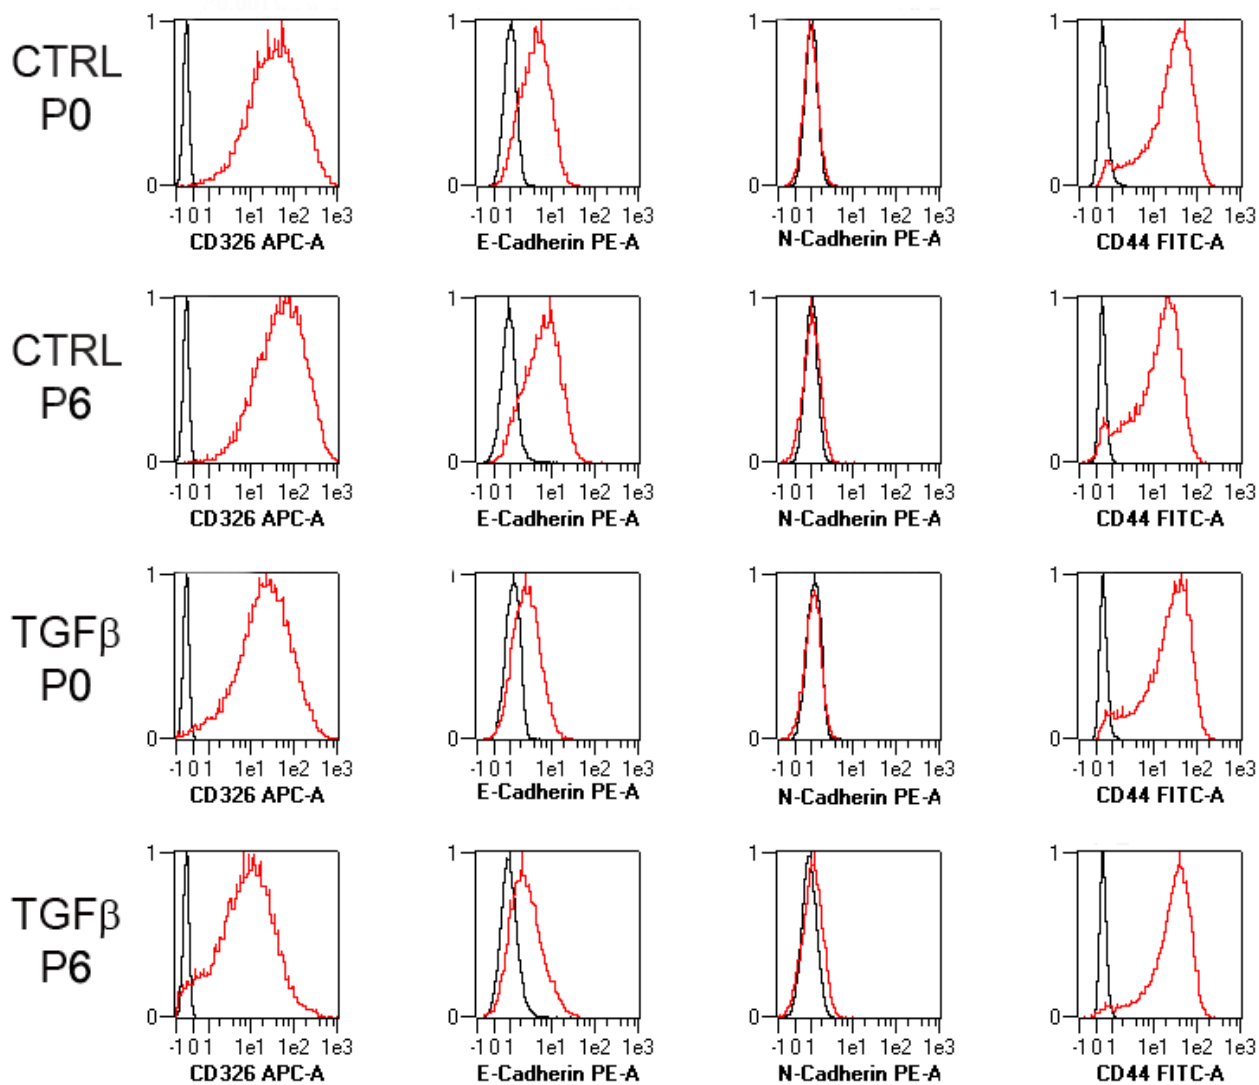 CTRL
P0
1
0
-1 0 1 1e1 1e2 1e3
CD326 APC-A
1
0
-1 0 1 1e1 1e2 1e3
E-Cadherin PE-A
1
0
-1 0 1 1e1 1e2 1e3
N-Cadherin PE-A
1
0
-1 0 1 1e1 1e2 1e3
CD44 FITC-A
CTRL
P6
1
0
-1 0 1 1e1 1e2 1e3
CD326 APC-A
1
0
-1 0 1 1e1 1e2 1e3
E-Cadherin PE-A
1
0
-1 0 1 1e1 1e2 1e3
N-Cadherin PE-A
1
0
-1 0 1 1e1 1e2 1e3
CD44 FITC-A
TGFβ
P0
1
0
-1 0 1 1e1 1e2 1e3
CD326 APC-A
1
0
-1 0 1 1e1 1e2 1e3
E-Cadherin PE-A
1
0
-1 0 1 1e1 1e2 1e3
N-Cadherin PE-A
1
0
-1 0 1 1e1 1e2 1e3
CD44 FITC-A
TGFβ
P6
1
0
-1 0 1 1e1 1e2 1e3
CD326 APC-A
1
0
-1 0 1 1e1 1e2 1e3
E-Cadherin PE-A
1
0
-1 0 1 1e1 1e2 1e3
N-Cadherin PE-A
1
0
-1 0 1 1e1 1e2 1e3
CD44 FITC-A